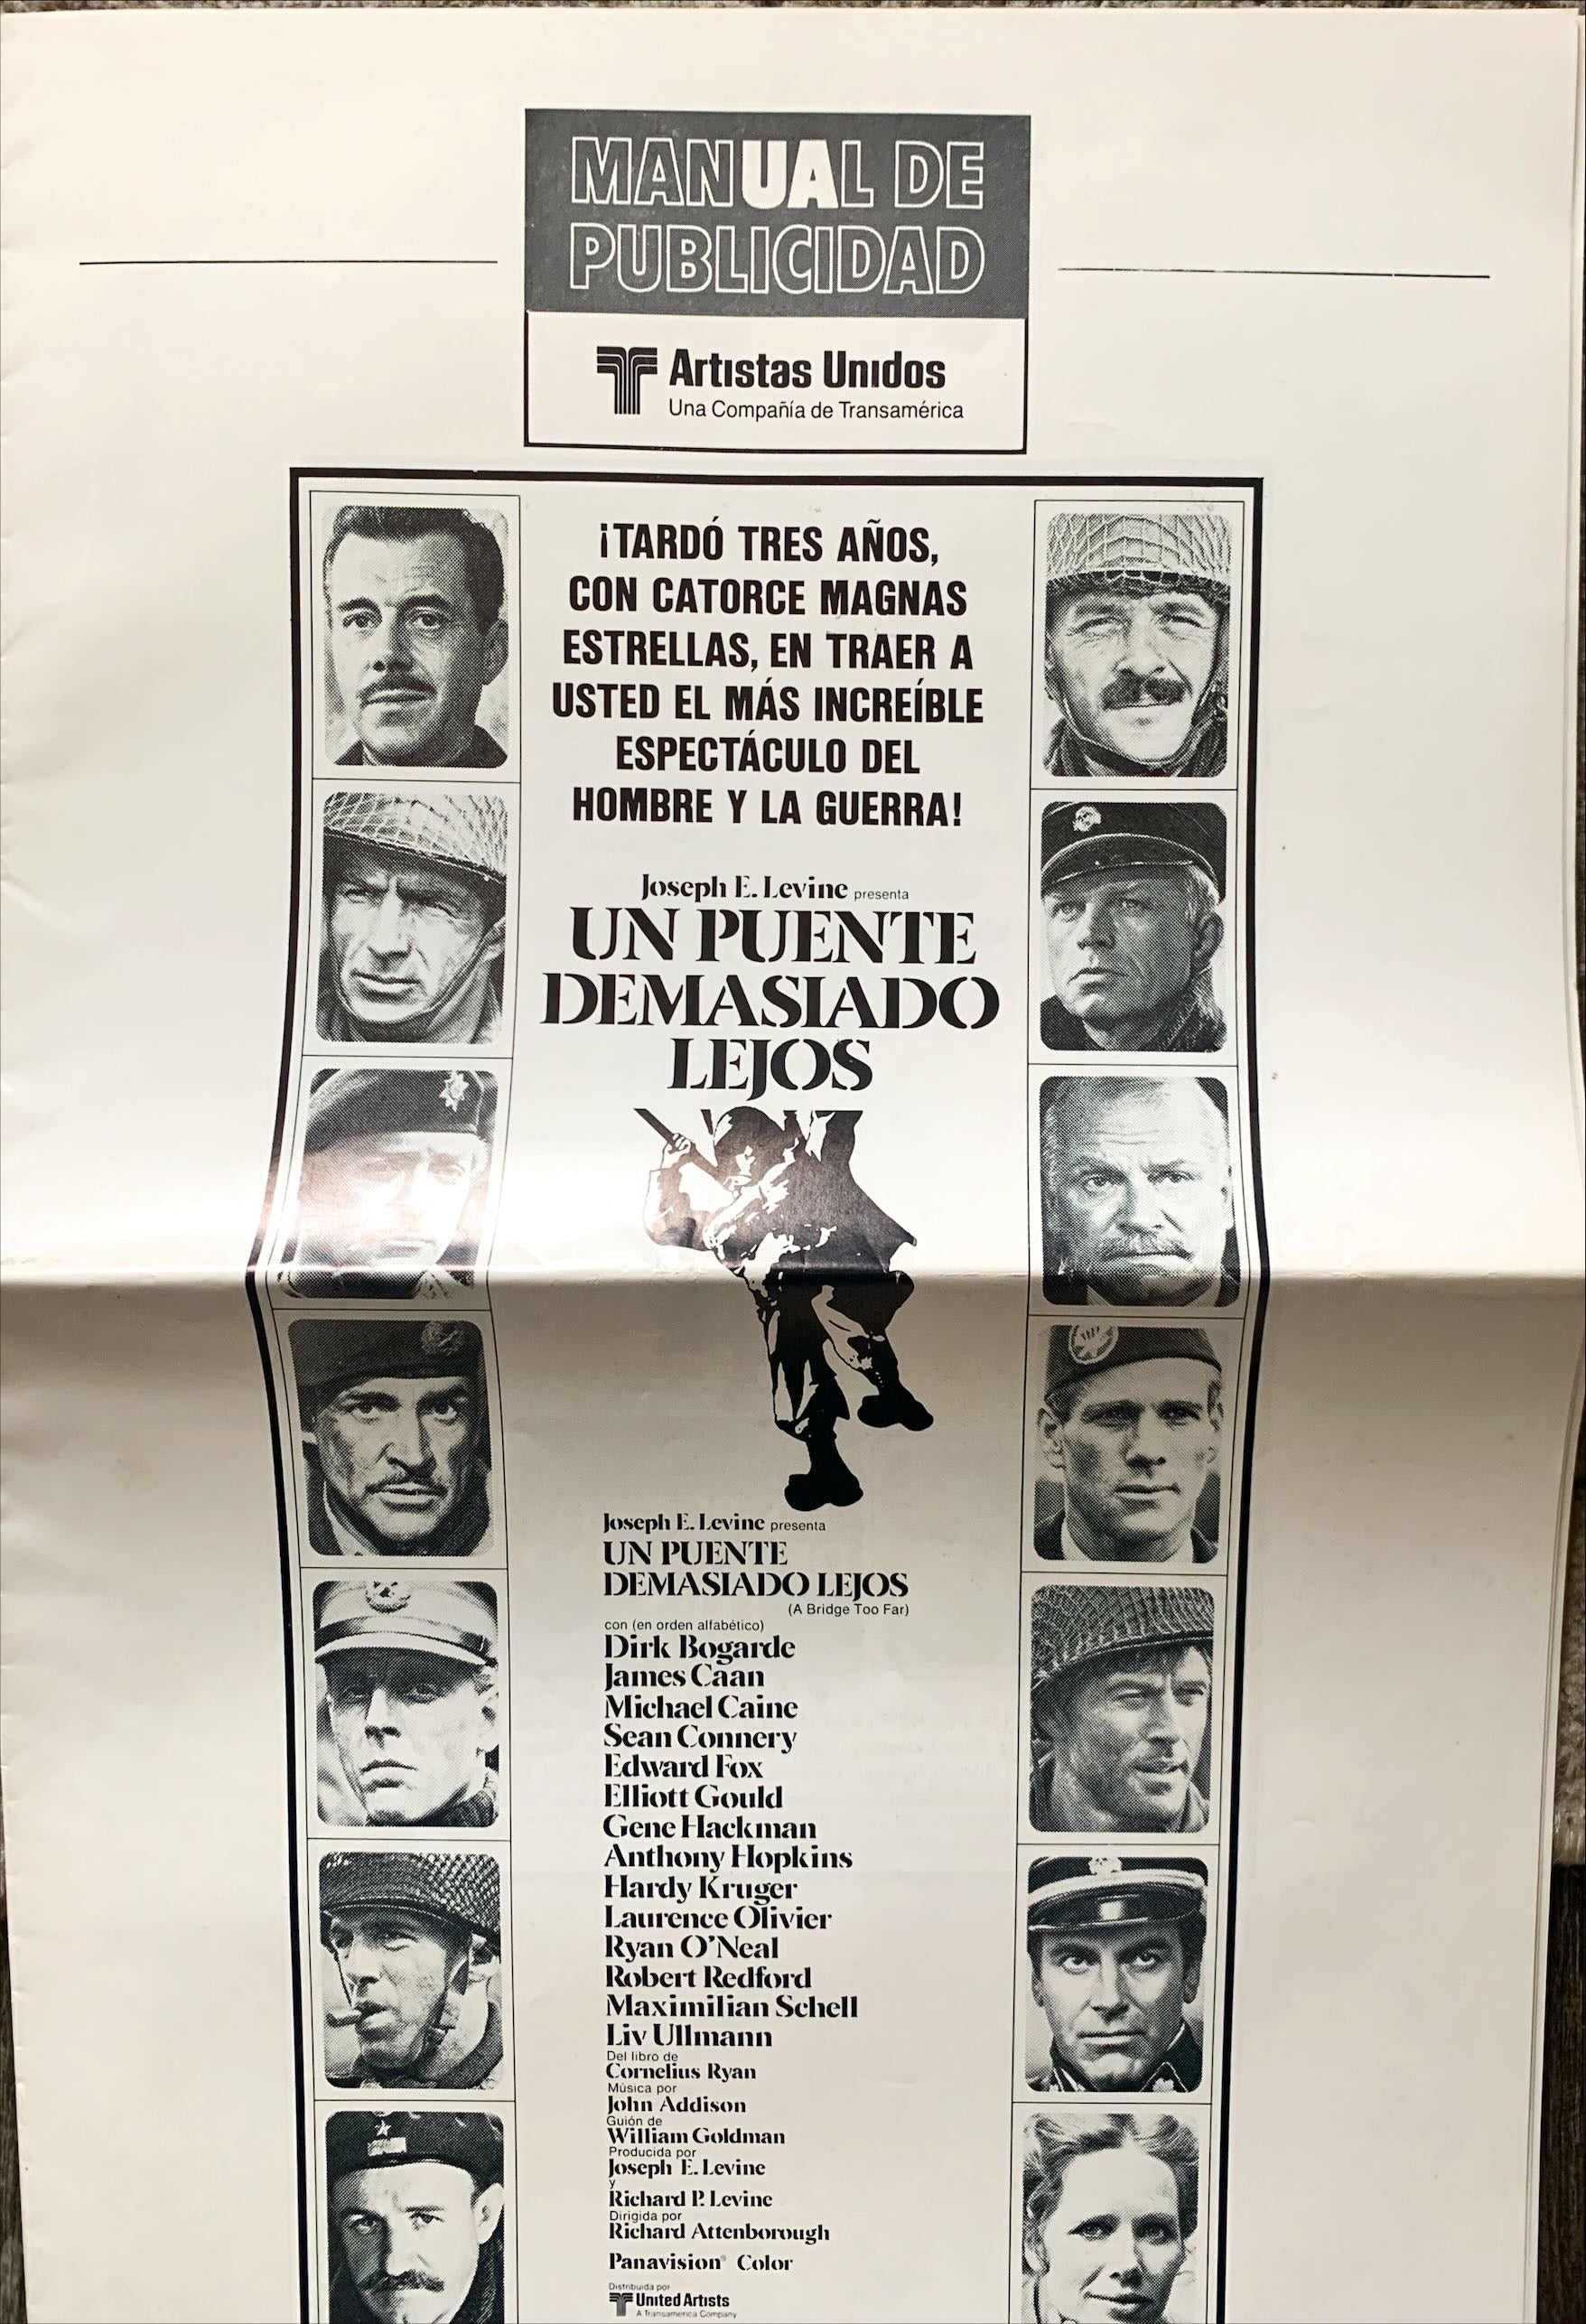 MANUAL DE
PUBLICIDAD
Artistas Unidos
Una Compañía de Transamérica
¡TARDÓ TRES AÑOS,
CON CATORCE MAGNAS
ESTRELLAS, EN TRAER A
USTED EL MÁS INCREÍBLE
ESPECTÁCULO DEL
HOMBRE Y LA GUERRA!
Joseph E. Levine presenta
UN PUENTE
DEMASIADO
LEJOS
Joseph E. Levine presenta
UN PUENTE
DEMASIADO LEJOS
(A Bridge Too Far)
con (en orden alfabético)
Dirk Bogarde
James Caan
Michael Caine
Sean Connery
Edward Fox
Elliott Gould
Gene Hackman
Anthony Hopkins
Hardy Kruger
Laurence Olivier
Ryan O'Neal
Robert Redford
Maximilian Schell
Liv Ullmann
Del libro de
Cornelius Ryan
Música por
John Addison
Guión de
William Goldman
Producida por
Joseph E. Levine
y
Richard P. Levine
Dirigida por
Richard Attenborough
Panavision® Color
Distribuida por
United Artists
A Transamerica Company